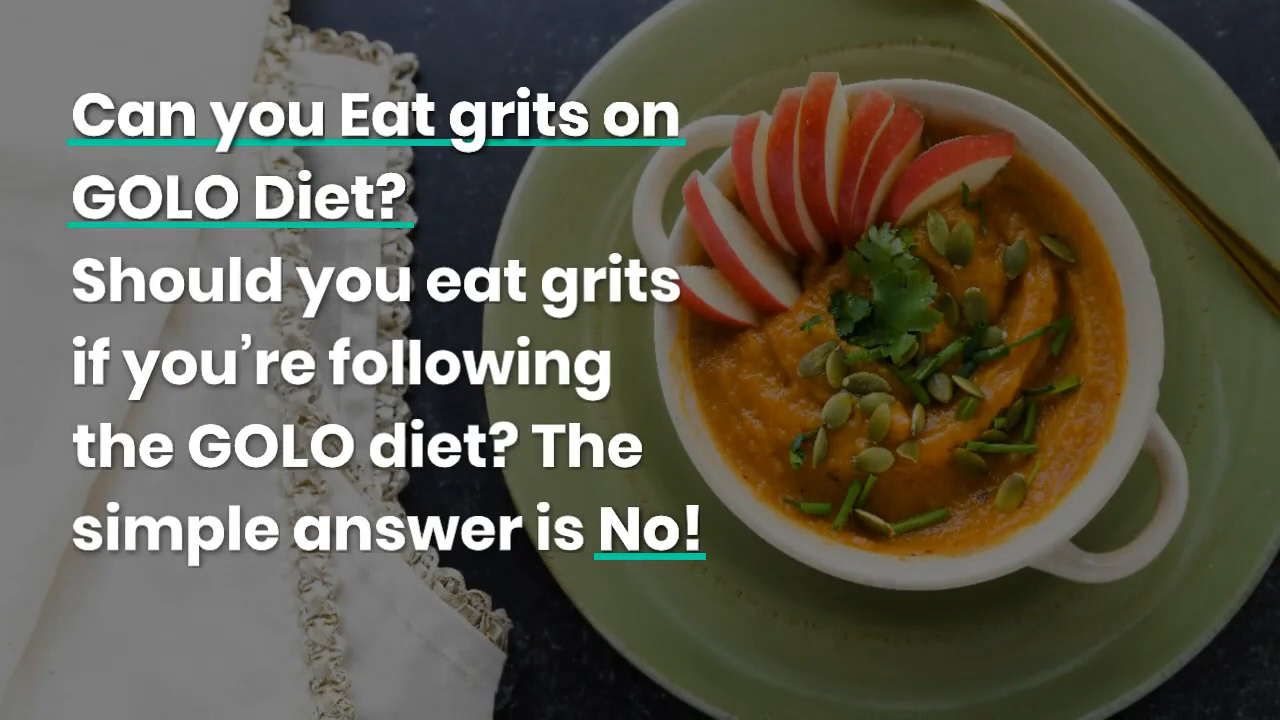 Can you Eat grits on
GOLO Diet?
Should you eat grits
if you’re following
the GOLO diet? The
simple answer is No!